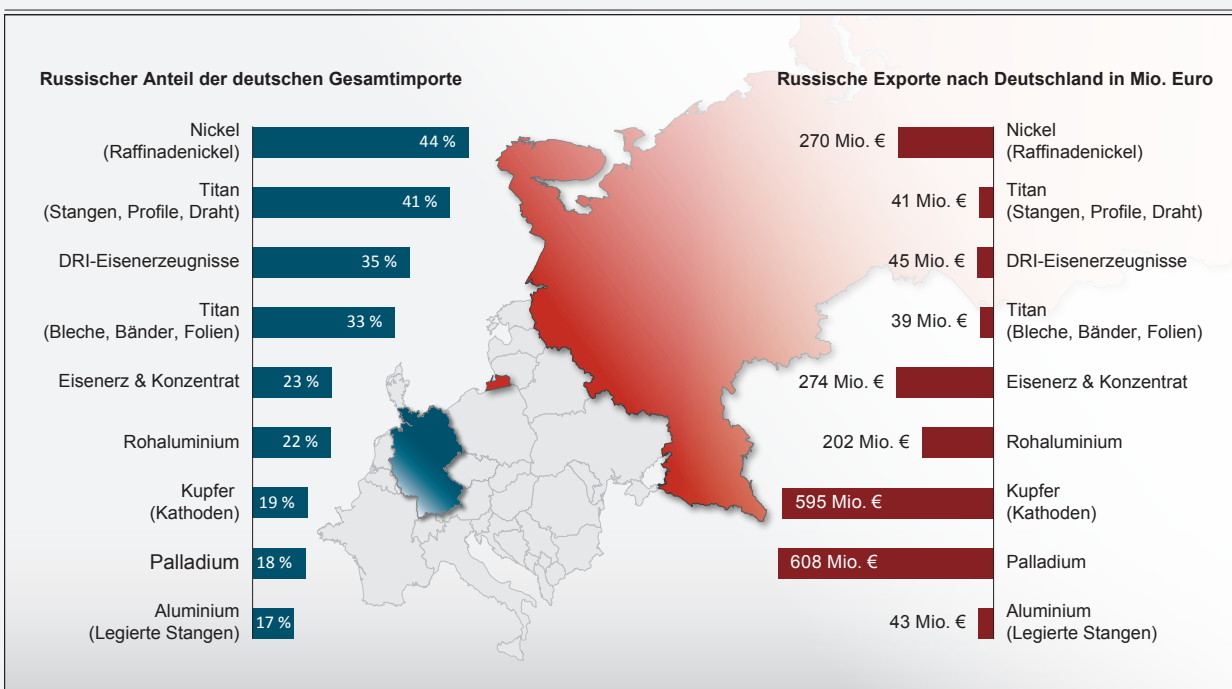 Russischer Anteil der deutschen Gesamtimporte
Nickel
(Raffinadenickel)
44 %
Titan
(Stangen, Profile, Draht)
41 %
DRI-Eisenerzeugnisse
35 %
Titan
(Bleche, Bänder, Folien)
33 %
Eisenerz & Konzentrat
23 %
Rohaluminium
22 %
Kupfer
(Kathoden)
19 %
Palladium
18 %
Aluminium
(Legierte Stangen)
17 %
Russische Exporte nach Deutschland in Mio. Euro
270 Mio. €
Nickel
(Raffinadenickel)
41 Mio. €
Titan
(Stangen, Profile, Draht)
45 Mio. €
DRI-Eisenerzeugnisse
39 Mio. €
Titan
(Bleche, Bänder, Folien)
274 Mio. €
Eisenerz & Konzentrat
202 Mio. €
Rohaluminium
595 Mio. €
Kupfer
(Kathoden)
608 Mio. €
Palladium
43 Mio. €
Aluminium
(Legierte Stangen)